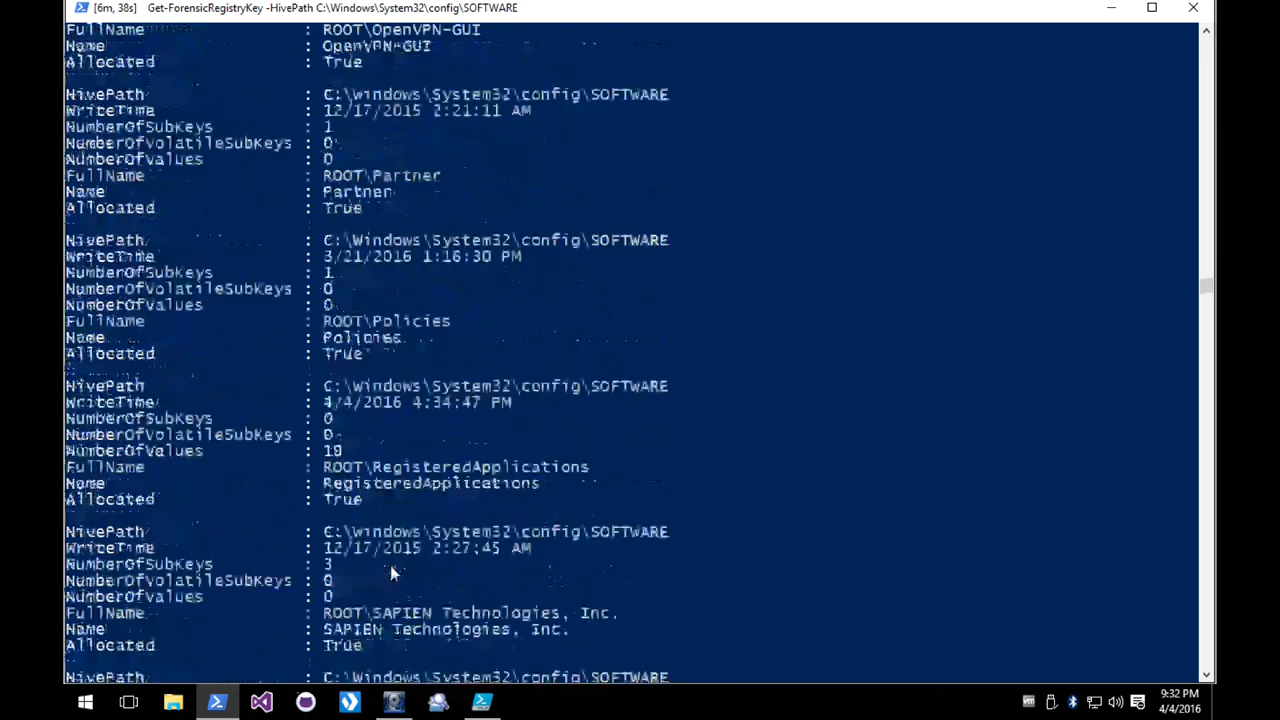 [6m, 38s] Get-ForensicRegistryKey -HivePath C:\Windows\System32\config\SOFTWARE
FullName : ROOT\OpenVPN-GUI
Name : OpenVPN-GUI
Allocated : True
HivePath : C:\Windows\System32\config\SOFTWARE
WriteTime : 12/17/2015 2:21:11 AM
NumberOfSubKeys : 1
NumberOfVolatileSubKeys : 0
NumberOfValues : 0
FullName : ROOT\Partner
Name : Partner
Allocated : True
HivePath : C:\Windows\System32\config\SOFTWARE
WriteTime : 3/21/2016 1:16:30 PM
NumberOfSubKeys : 1
NumberOfVolatileSubKeys : 0
NumberOfValues : 0
FullName : ROOT\Policies
Name : Policies
Allocated : True
HivePath : C:\Windows\System32\config\SOFTWARE
WriteTime : 4/4/2016 4:34:47 PM
NumberOfSubKeys : 0
NumberOfVolatileSubKeys : 0
NumberOfValues : 10
FullName : ROOT\RegisteredApplications
Name : RegisteredApplications
Allocated : True
HivePath : C:\Windows\System32\config\SOFTWARE
WriteTime : 12/17/2015 2:27:45 AM
NumberOfSubKeys : 3
NumberOfVolatileSubKeys : 0
NumberOfValues : 0
FullName : ROOT\SAPIEN Technologies, Inc.
Name : SAPIEN Technologies, Inc.
Allocated : True
HivePath : C:\Windows\System32\config\SOFTWARE
vm
9:32 PM
4/4/2016